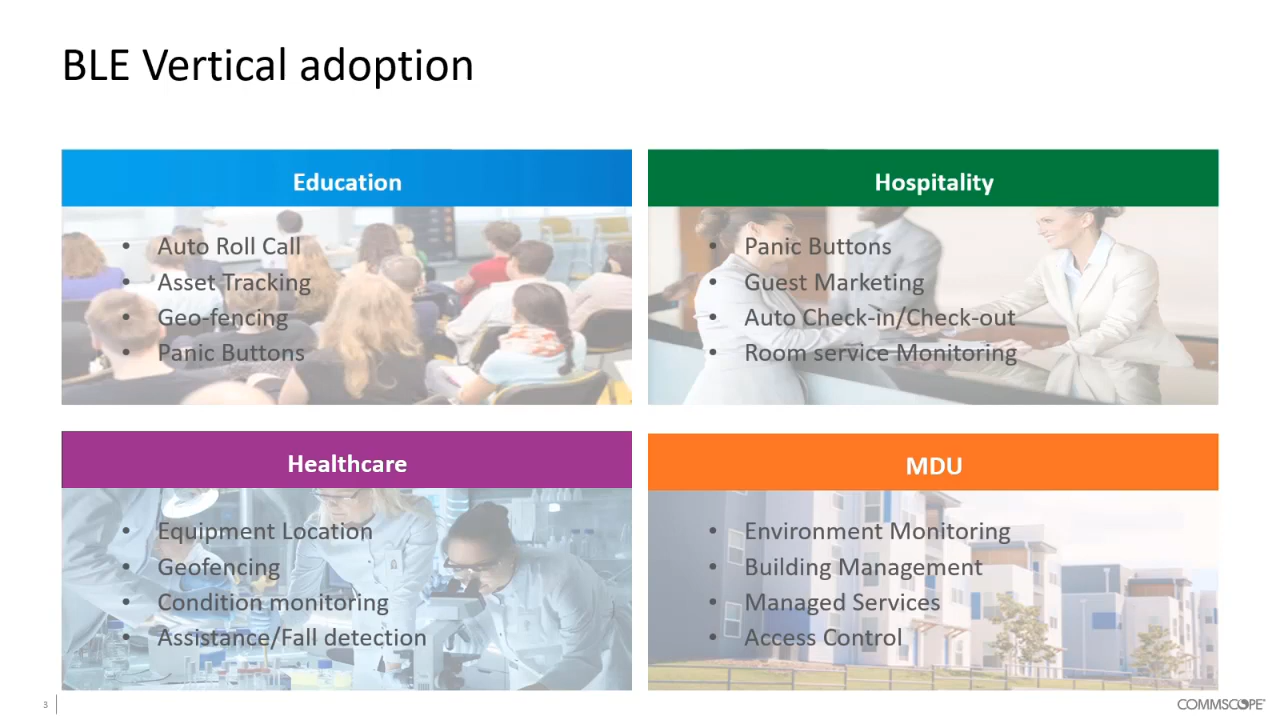 BLE Vertical adoption
Education
• Auto Roll Call
• Asset Tracking
• Geo-fencing
• Panic Buttons
Hospitality
• Panic Buttons
• Guest Marketing
• Auto Check-in/Check-out
• Room service Monitoring
Healthcare
• Equipment Location
• Geofencing
• Condition monitoring
• Assistance/Fall detection
MDU
• Environment Monitoring
• Building Management
• Managed Services
• Access Control
3
COMMSCOPE®